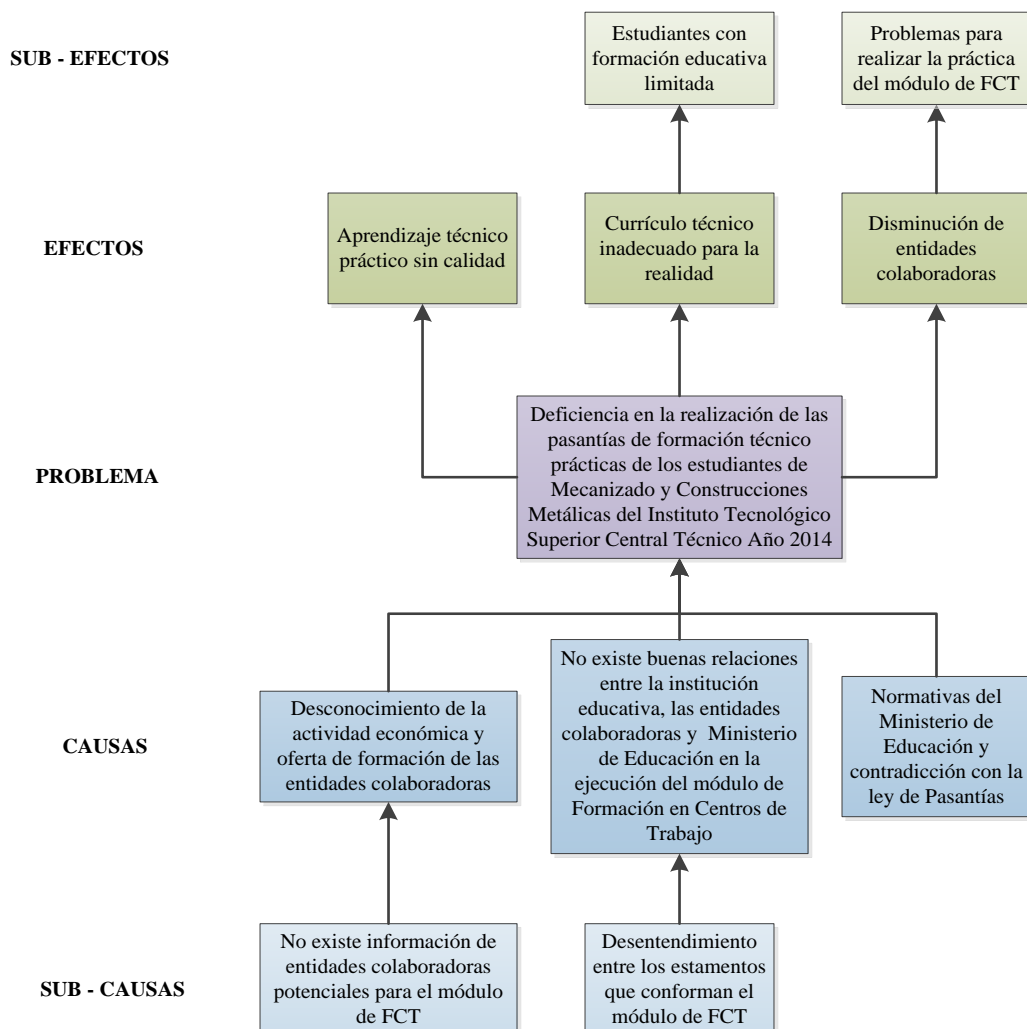 SUB - EFECTOS
Estudiantes con
formación educativa
limitada
Problemas para
realizar la práctica
del módulo de FCT
EFECTOS
Aprendizaje técnico
práctico sin calidad
Currículo técnico
inadecuado para la
realidad
Disminución de
entidades
colaboradoras
PROBLEMA
Deficiencia en la realización de las
pasantías de formación técnico
prácticas de los estudiantes de
Mecanizado y Construcciones
Metálicas del Instituto Tecnológico
Superior Central Técnico Año 2014
CAUSAS
Desconocimiento de la
actividad económica y
oferta de formación de las
entidades colaboradoras
No existe buenas relaciones
entre la institución
educativa, las entidades
colaboradoras y Ministerio
de Educación en la
ejecución del módulo de
Formación en Centros de
Trabajo
Normativas del
Ministerio de
Educación y
contradicción con la
ley de Pasantías
SUB - CAUSAS
No existe información de
entidades colaboradoras
potenciales para el módulo
de FCT
Desentendimiento
entre los estamentos
que conforman el
módulo de FCT